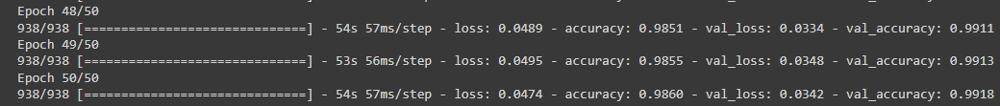 Epoch 48/50
938/938 [==============================] - 54s 57ms/step - loss: 0.0489 - accuracy: 0.9851 - val_loss: 0.0334 - val_accuracy: 0.9911
Epoch 49/50
938/938 [==============================] - 53s 56ms/step - loss: 0.0495 - accuracy: 0.9855 - val_loss: 0.0348 - val_accuracy: 0.9913
Epoch 50/50
938/938 [==============================] - 54s 57ms/step - loss: 0.0474 - accuracy: 0.9860 - val_loss: 0.0342 - val_accuracy: 0.9918